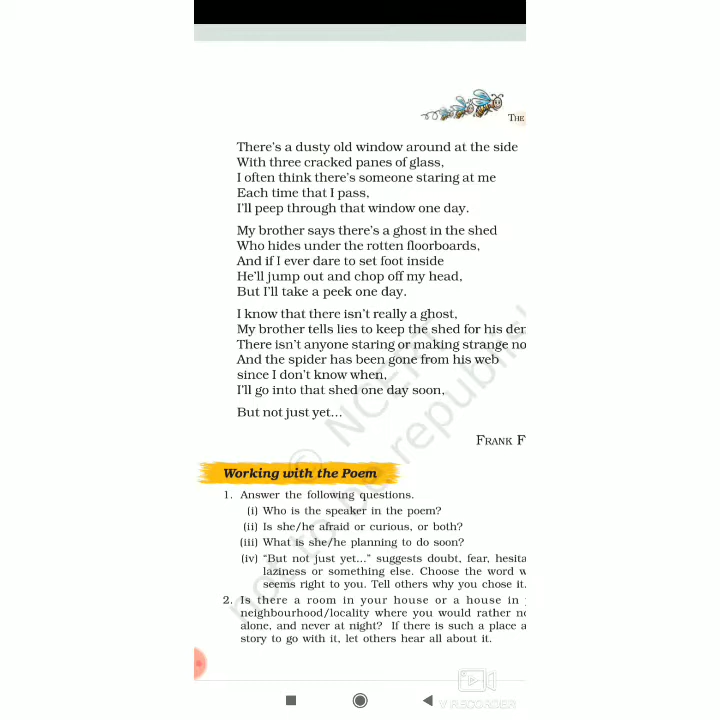 THE
There's a dusty old window around at the side
With three cracked panes of glass,
I often think there's someone staring at me
Each time that I pass,
I'll peep through that window one day.
My brother says there's a ghost in the shed
Who hides under the rotten floorboards,
And if I ever dare to set foot inside
He'll jump out and chop off my head,
But I'll take a peek one day.
I know that there isn't really a ghost,
My brother tells lies to keep the shed for his den
There isn't anyone staring or making strange no
And the spider has been gone from his web
since I don't know when,
I'll go into that shed one day soon,
But not just yet...
FRANK F
Working with the Poem
1. Answer the following questions.
(i) Who is the speaker in the poem?
(ii) Is she/he afraid or curious, or both?
(iii) What is she/he planning to do soon?
(iv) “But not just yet...” suggests doubt, fear, hesita
laziness or something else. Choose the word w
seems right to you. Tell others why you chose it.
2. Is there a room in your house or a house in
neighbourhood/locality where you would rather no
alone, and never at night? If there is such a place a
story to go with it, let others hear all about it.
© NCERT
not to be republis
V RECORDER